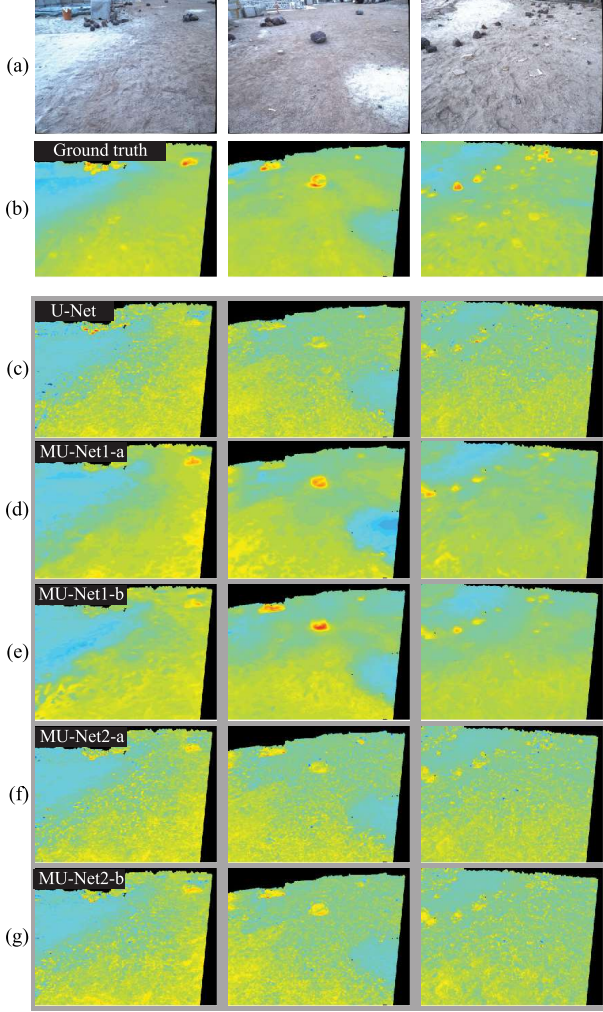 (a)
(b)
Ground truth
U-Net
(c)
MU-Net1-a
(d)
MU-Net1-b
(e)
MU-Net2-a
(f)
MU-Net2-b
(g)